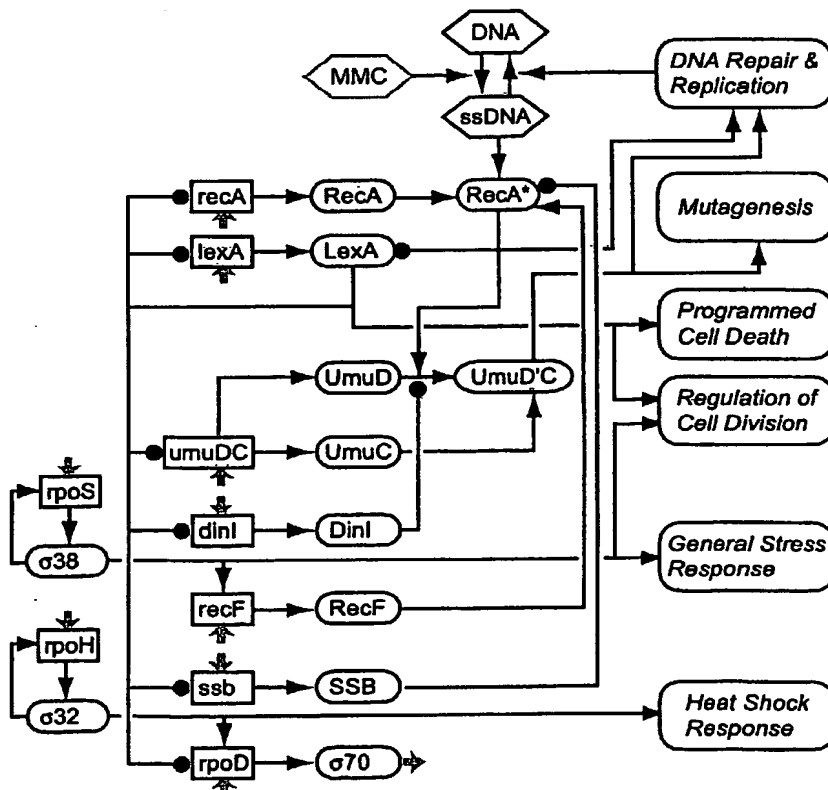 DNA
MMC
DNA Repair &
Replication
ssDNA
recA
RecA
RecA*
Mutagenesis
lexA
LexA
Programmed
Cell Death
UmuD
UmuD'C
Regulation of
Cell Division
umuDC
UmuC
rpoS
dinI
DinI
General Stress
Response
σ38
recF
RecF
rpoH
ssb
SSB
Heat Shock
Response
σ32
rpoD
σ70